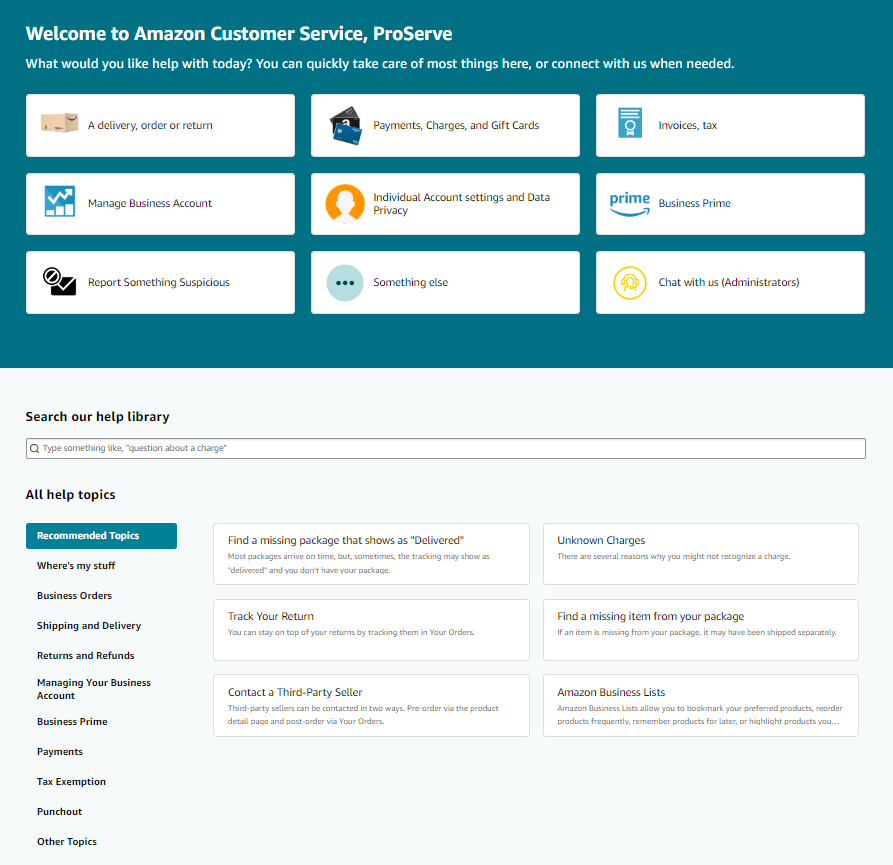 Welcome to Amazon Customer Service, ProServe
What would you like help with today? You can quickly take care of most things here, or connect with us when needed.
A delivery, order or return
Payments, Charges, and Gift Cards
Invoices, tax
Manage Business Account
Individual Account settings and Data
Privacy
prime
Business Prime
Report Something Suspicious
Something else
Chat with us (Administrators)
Search our help library
Type something like, "question about a charge"
All help topics
Recommended Topics
Where's my stuff
Business Orders
Shipping and Delivery
Returns and Refunds
Managing Your Business
Account
Business Prime
Payments
Tax Exemption
Punchout
Other Topics
Find a missing package that shows as "Delivered"
Most packages arrive on time, but, sometimes, the tracking may show as
"delivered" and you don't have your package.
Unknown Charges
There are several reasons why you might not recognize a charge.
Track Your Return
You can stay on top of your returns by tracking them in Your Orders.
Find a missing item from your package
If an item is missing from your package, it may have been shipped separately.
Contact a Third-Party Seller
Third-party sellers can be contacted in two ways. Pre-order via the product
detail page and post-order via Your Orders.
Amazon Business Lists
Amazon Business Lists allow you to bookmark your preferred products, reorder
products frequently, remember products for later, or highlight products you...